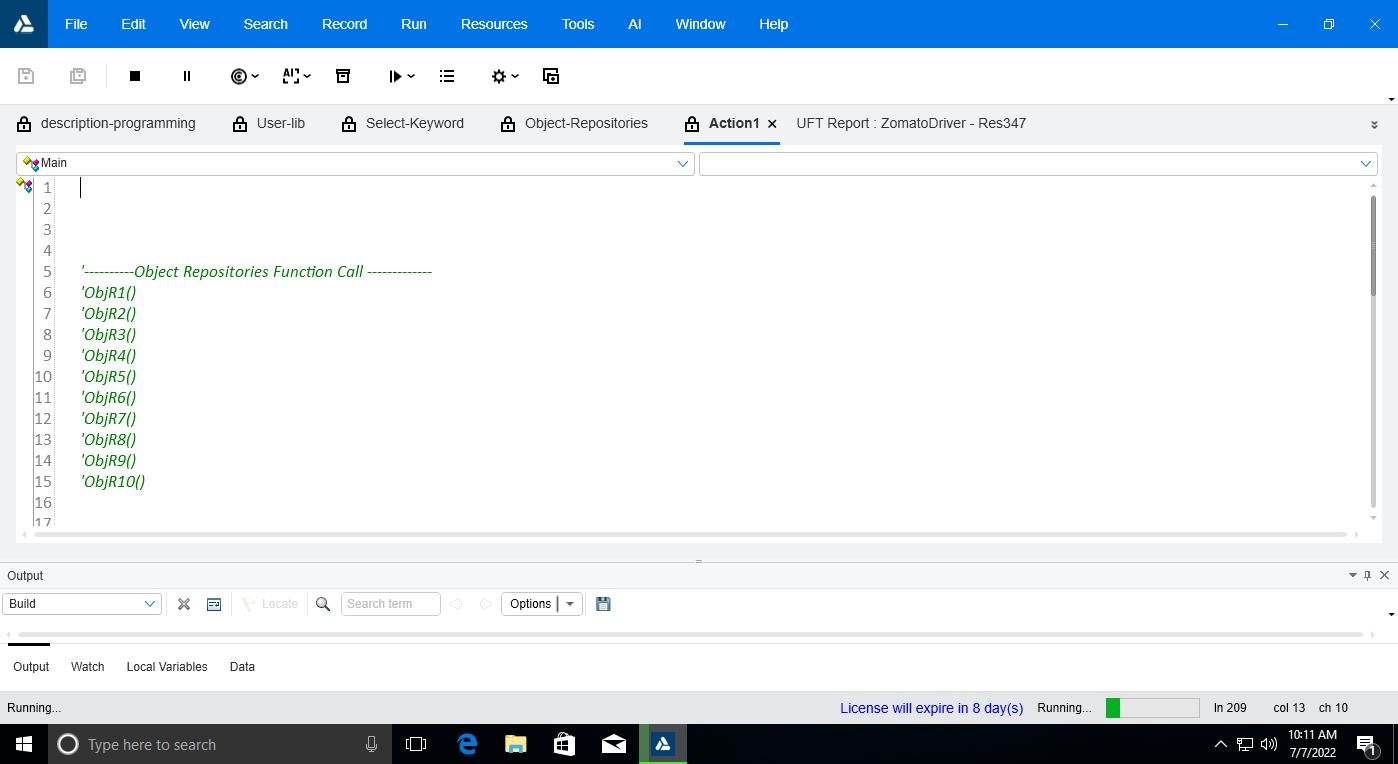 File Edit View Search Record Run Resources Tools AI Window Help
AI
description-programming User-lib Select-Keyword Object-Repositories Action1 UFT Report : ZomatoDriver - Res347
Main
1
2
3
4
5 '----------Object Repositories Function Call -------------
6 'ObjR1()
7 'ObjR2()
8 'ObjR3()
9 'ObjR4()
10 'ObjR5()
11 'ObjR6()
12 'ObjR7()
13 'ObjR8()
14 'ObjR9()
15 'ObjR10()
16
17
Output
Build Locate Search term Options
Output Watch Local Variables Data
Running... License will expire in 8 day(s) Running... ln 209 col 13 ch 10
Type here to search 10:11 AM
7/7/2022 1